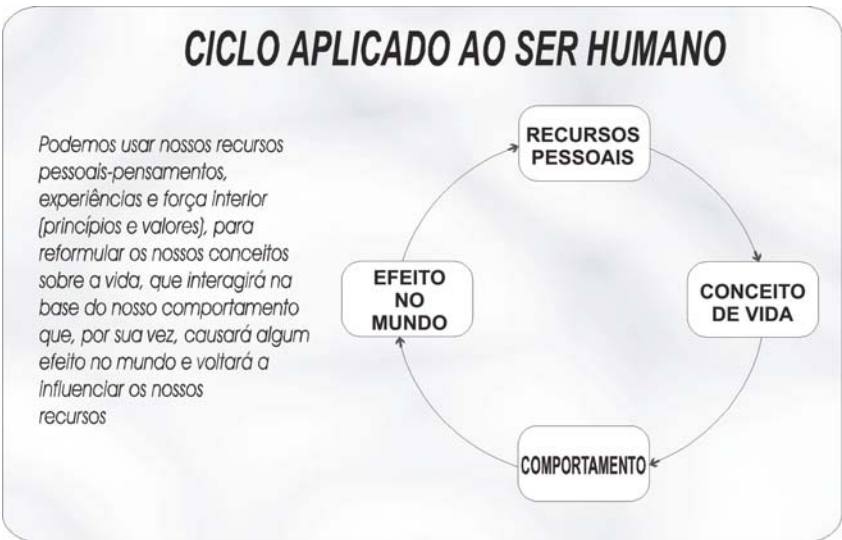 CICLO APLICADO AO SER HUMANO
Podemos usar nossos recursos
pessoais-pensamentos,
experiências e força interior
(princípios e valores), para
reformular os nossos conceitos
sobre a vida, que interagirá na
base do nosso comportamento
que, por sua vez, causará algum
efeito no mundo e voltará a
influenciar os nossos
recursos
RECURSOS
PESSOAIS
CONCEITO
DE VIDA
COMPORTAMENTO
EFEITO
NO
MUNDO